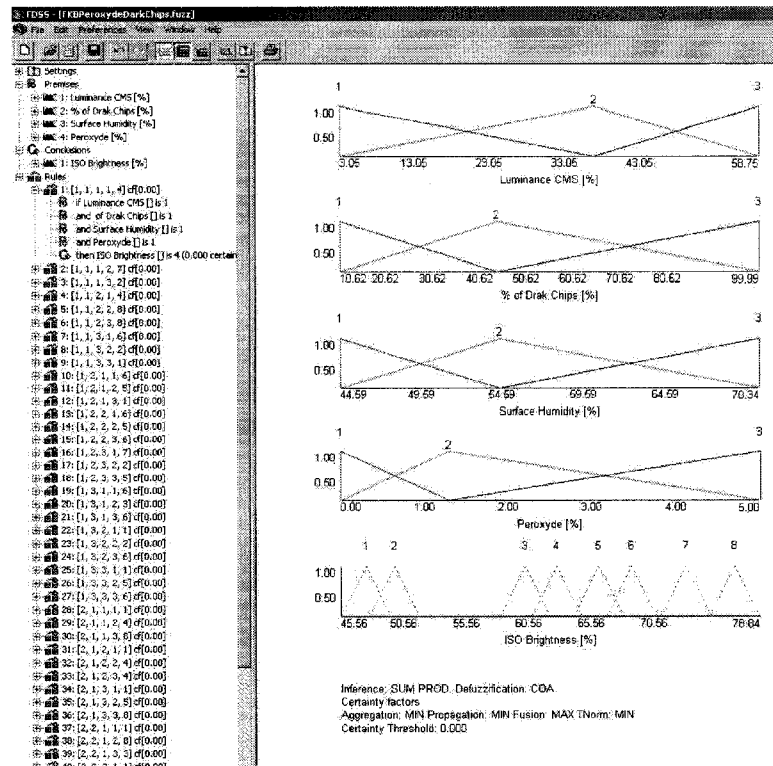 FDSS - [FKBPeroxydeDarkChips.fuzz]
File Edit Preferences View Window Help
Settings
Premises
1: Luminance CMS [%]
2: % of Drak Chips [%]
3: Surface Humidity [%]
4: Peroxyde [%]
Conclusions
1: ISO Brightness [%]
Rules
1: [1, 1, 1, 1, 4] cf[0.00]
if Luminance CMS [] is 1
and of Drak Chips [] is 1
and Surface Humidity [] is 1
and Peroxyde [] is 1
then ISO Brightness [] is 4 (0.000 certain
2: [1, 1, 1, 2, 7] cf[0.00]
3: [1, 1, 1, 3, 2] cf[0.00]
4: [1, 1, 2, 1, 4] cf[0.00]
5: [1, 1, 2, 2, 8] cf[0.00]
6: [1, 1, 2, 3, 8] cf[0.00]
7: [1, 1, 3, 1, 6] cf[0.00]
8: [1, 1, 3, 2, 2] cf[0.00]
9: [1, 1, 3, 3, 1] cf[0.00]
10: [1, 2, 1, 1, 6] cf[0.00]
11: [1, 2, 1, 2, 5] cf[0.00]
12: [1, 2, 1, 3, 1] cf[0.00]
13: [1, 2, 2, 1, 6] cf[0.00]
14: [1, 2, 2, 2, 5] cf[0.00]
15: [1, 2, 2, 3, 6] cf[0.00]
16: [1, 2, 3, 1, 7] cf[0.00]
17: [1, 2, 3, 2, 2] cf[0.00]
18: [1, 2, 3, 3, 5] cf[0.00]
19: [1, 3, 1, 1, 6] cf[0.00]
20: [1, 3, 1, 2, 3] cf[0.00]
21: [1, 3, 1, 3, 6] cf[0.00]
22: [1, 3, 2, 1, 1] cf[0.00]
23: [1, 3, 2, 2, 2] cf[0.00]
24: [1, 3, 2, 3, 6] cf[0.00]
25: [1, 3, 3, 1, 1] cf[0.00]
26: [1, 3, 3, 2, 5] cf[0.00]
27: [1, 3, 3, 3, 6] cf[0.00]
28: [2, 1, 1, 1, 1] cf[0.00]
29: [2, 1, 1, 2, 4] cf[0.00]
30: [2, 1, 1, 3, 8] cf[0.00]
31: [2, 1, 2, 1, 1] cf[0.00]
32: [2, 1, 2, 2, 4] cf[0.00]
33: [2, 1, 2, 3, 4] cf[0.00]
34: [2, 1, 3, 1, 1] cf[0.00]
35: [2, 1, 3, 2, 5] cf[0.00]
36: [2, 1, 3, 3, 8] cf[0.00]
37: [2, 2, 1, 1, 1] cf[0.00]
38: [2, 2, 1, 2, 8] cf[0.00]
39: [2, 2, 1, 3, 3] cf[0.00]
1 2 3
1.00
0.50
3.05 13.05 23.05 33.05 43.05 58.75
Luminance CMS [%]
1 2 3
1.00
0.50
10.62 20.62 30.62 40.62 50.62 60.62 70.62 80.62 99.99
% of Drak Chips [%]
1 2 3
1.00
0.50
44.59 49.59 54.59 59.59 64.59 70.34
Surface Humidity [%]
1 2 3
1.00
0.50
0.00 1.00 2.00 3.00 4.00 5.00
Peroxyde [%]
1 2 3 4 5 6 7 8
1.00
0.50
45.56 50.56 55.56 60.56 65.56 70.56 78.84
ISO Brightness [%]
Inference: SUM PROD. Defuzzification: COA.
Certainty factors
Aggregation: MIN Propagation: MIN Fusion: MAX TNorm: MIN
Certainty Threshold: 0.000